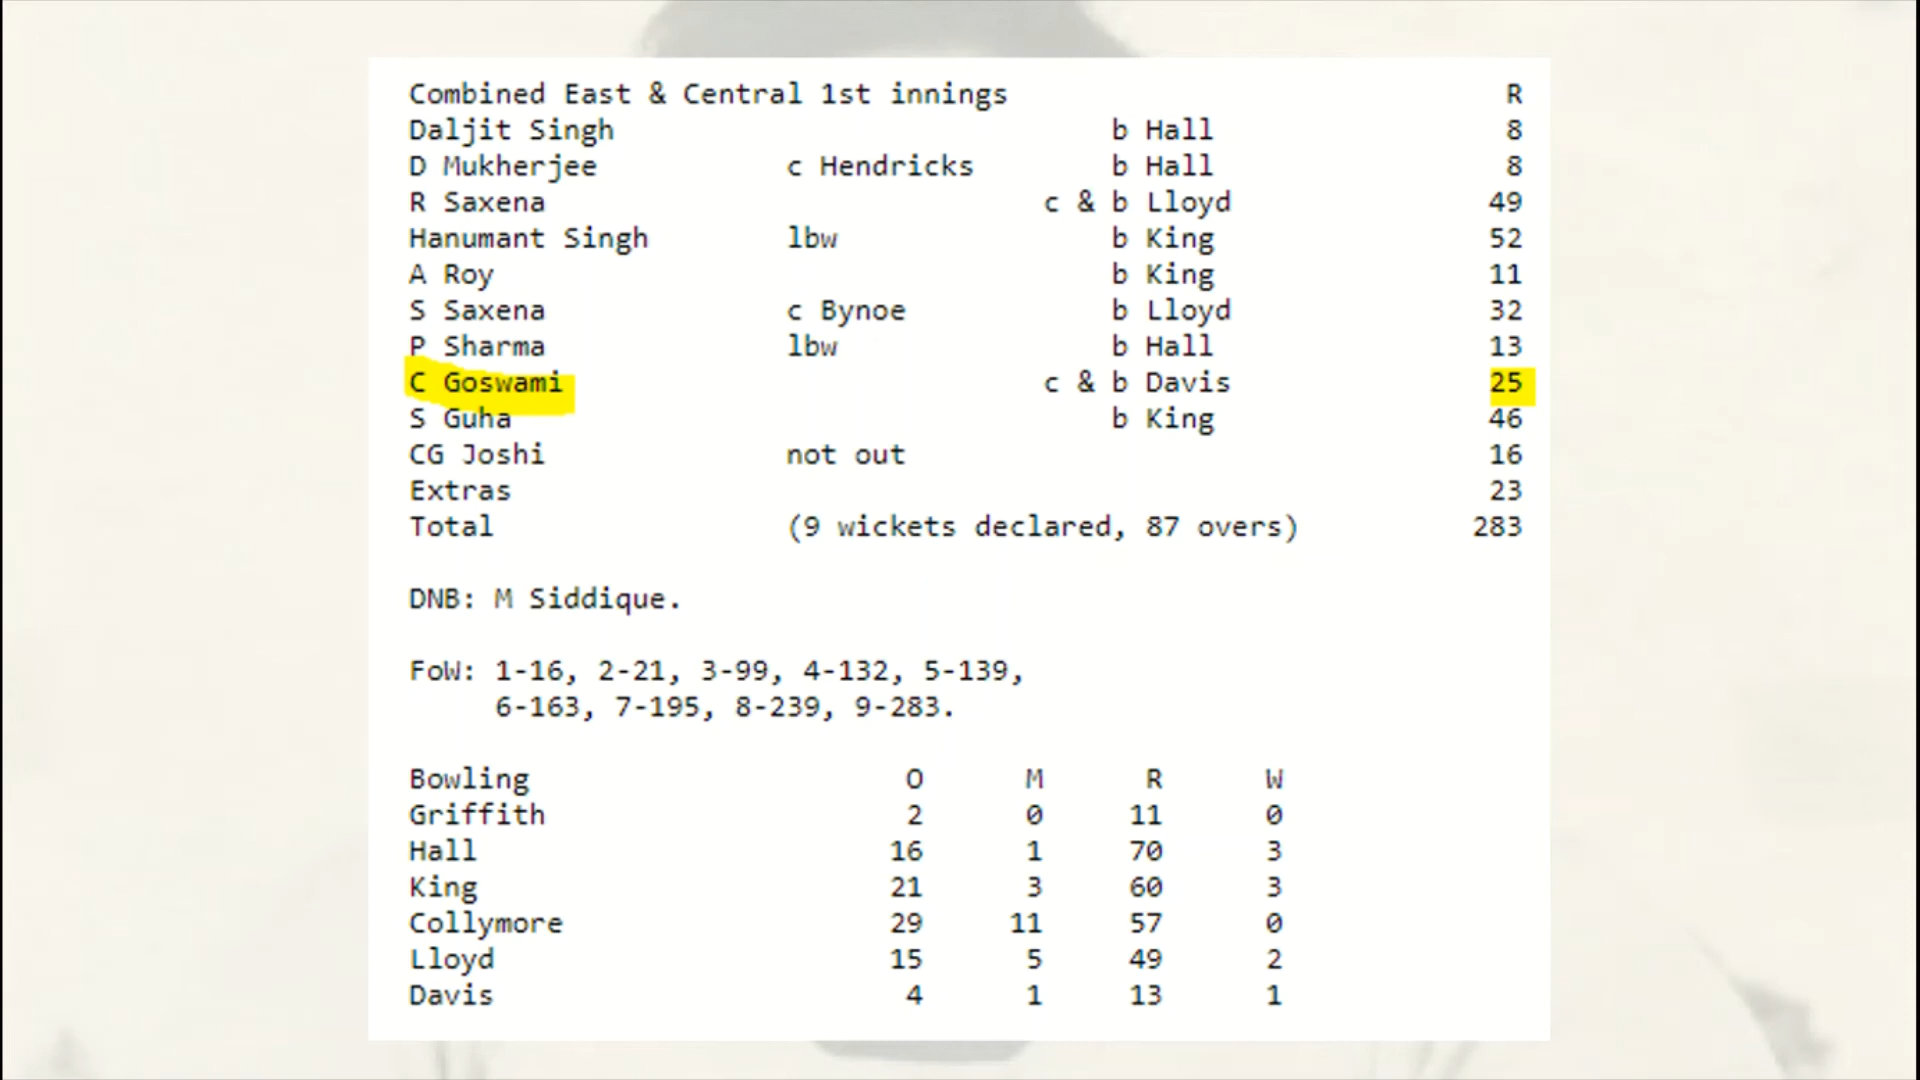 Combined East & Central 1st innings R
Daljit Singh b Hall 8
D Mukherjee c Hendricks b Hall 8
R Saxena c & b Lloyd 49
Hanumant Singh lbw b King 52
A Roy b King 11
S Saxena c Bynoe b Lloyd 32
P Sharma lbw b Hall 13
C Goswami c & b Davis 25
S Guha b King 46
CG Joshi not out 16
Extras 23
Total (9 wickets declared, 87 overs) 283
DNB: M Siddique.
FoW: 1-16, 2-21, 3-99, 4-132, 5-139,
6-163, 7-195, 8-239, 9-283.
Bowling O M R W
Griffith 2 0 11 0
Hall 16 1 70 3
King 21 3 60 3
Collymore 29 11 57 0
Lloyd 15 5 49 2
Davis 4 1 13 1